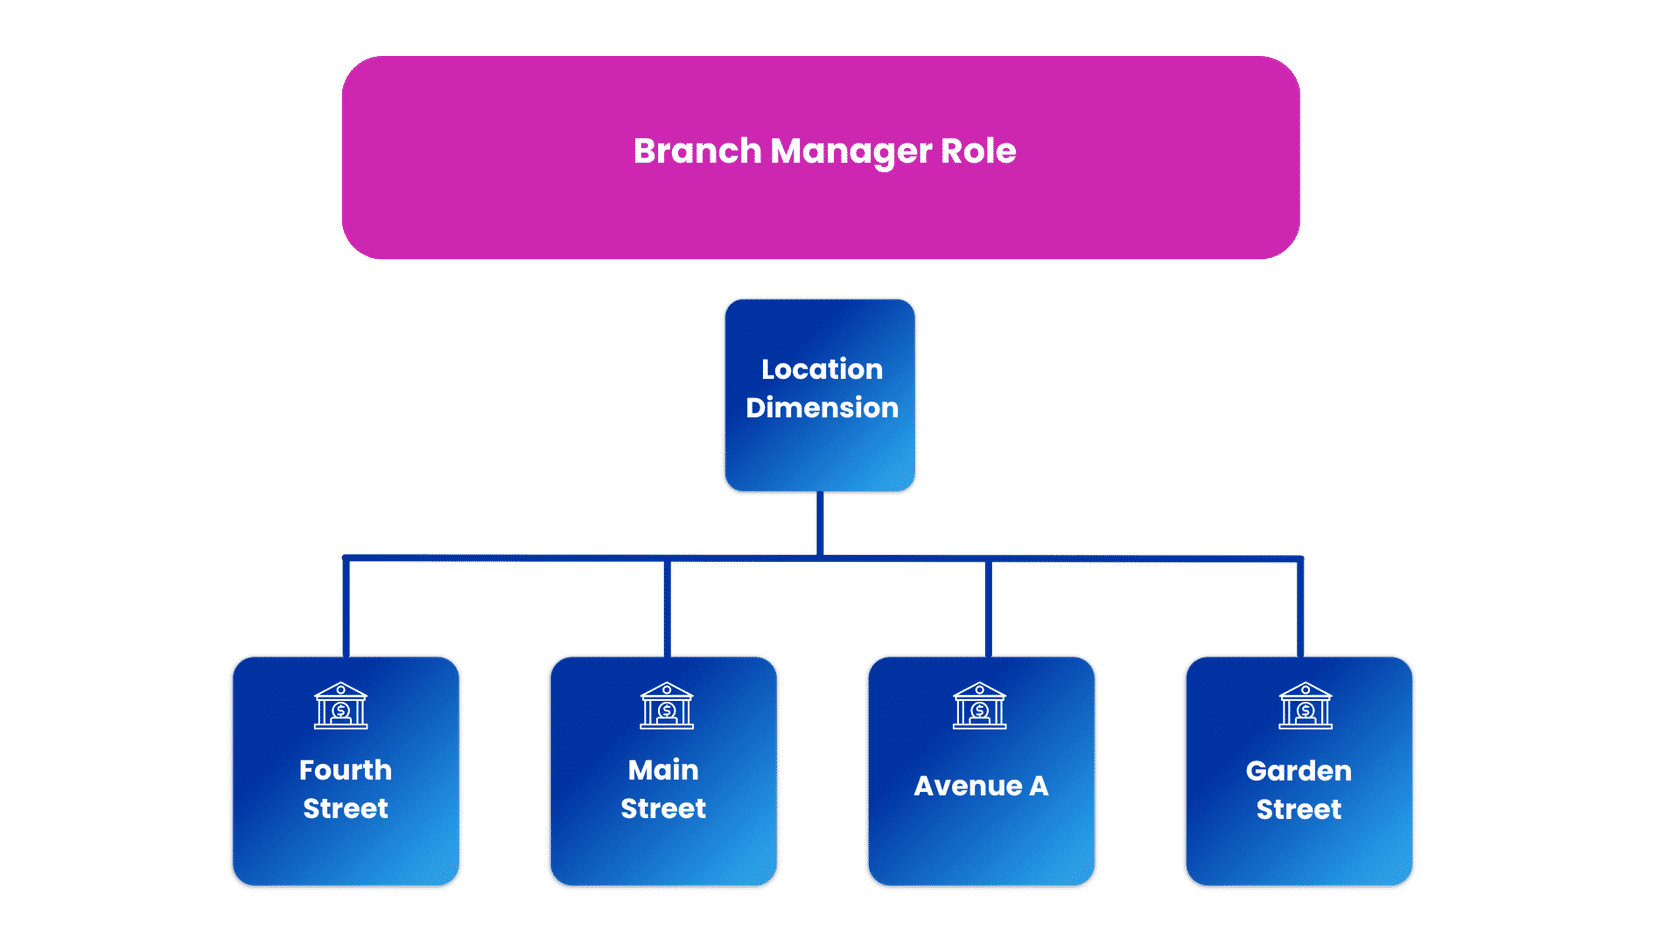 Branch Manager Role
Location
Dimension
Fourth
Street
Main
Street
Avenue A
Garden
Street